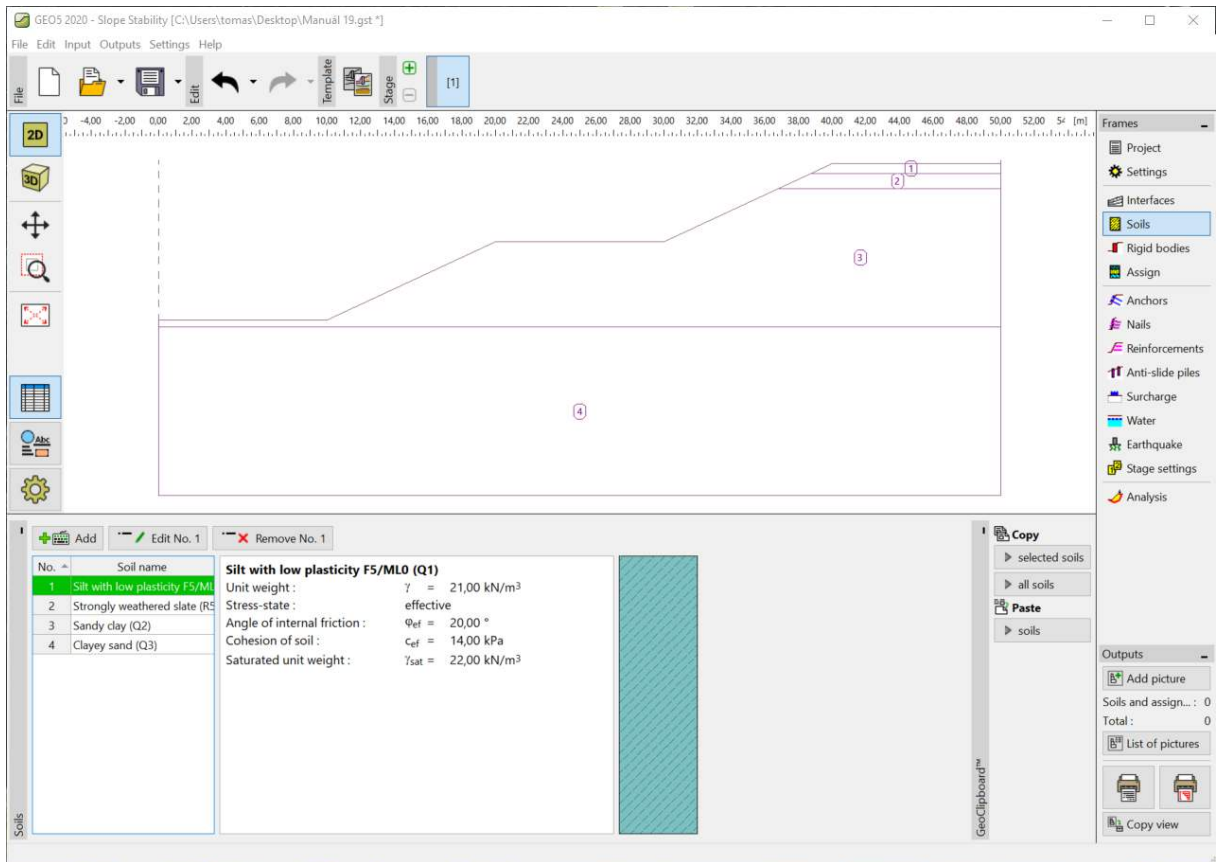 GEO5 2020 - Slope Stability [C:\Users\tomas\Desktop\Manuál 19.gst *]
File Edit Input Outputs Settings Help
File
Edit
Template
Stage
[1]
2D
-4,00 -2,00 0,00 2,00 4,00 6,00 8,00 10,00 12,00 14,00 16,00 18,00 20,00 22,00 24,00 26,00 28,00 30,00 32,00 34,00 36,00 38,00 40,00 42,00 44,00 46,00 48,00 50,00 52,00 [m]
3D
1
2
3
4
Abc
Frames
Project
Settings
Interfaces
Soils
Rigid bodies
Assign
Anchors
Nails
Reinforcements
Anti-slide piles
Surcharge
Water
Earthquake
Stage settings
Analysis
Soils
Add Edit No. 1 Remove No. 1
No. Soil name
1 Silt with low plasticity F5/ML
2 Strongly weathered slate (R5
3 Sandy clay (Q2)
4 Clayey sand (Q3)
Silt with low plasticity F5/ML0 (Q1)
Unit weight : γ = 21,00 kN/m³
Stress-state : effective
Angle of internal friction : φef = 20,00 °
Cohesion of soil : cef = 14,00 kPa
Saturated unit weight : γsat = 22,00 kN/m³
GeoClipboard™
Copy
selected soils
all soils
Paste
soils
Outputs
Add picture
Soils and assign... : 0
Total : 0
List of pictures
Copy view